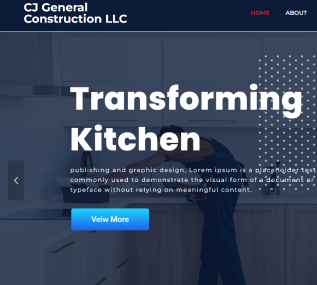 CJ General
Construction LLC
HOME ABOUT
Transforming
Kitchen
publishing and graphic design, Lorem ipsum is a placeholder text
commonly used to demonstrate the visual form of a document or
typeface without relying on meaningful content.
Veiw More